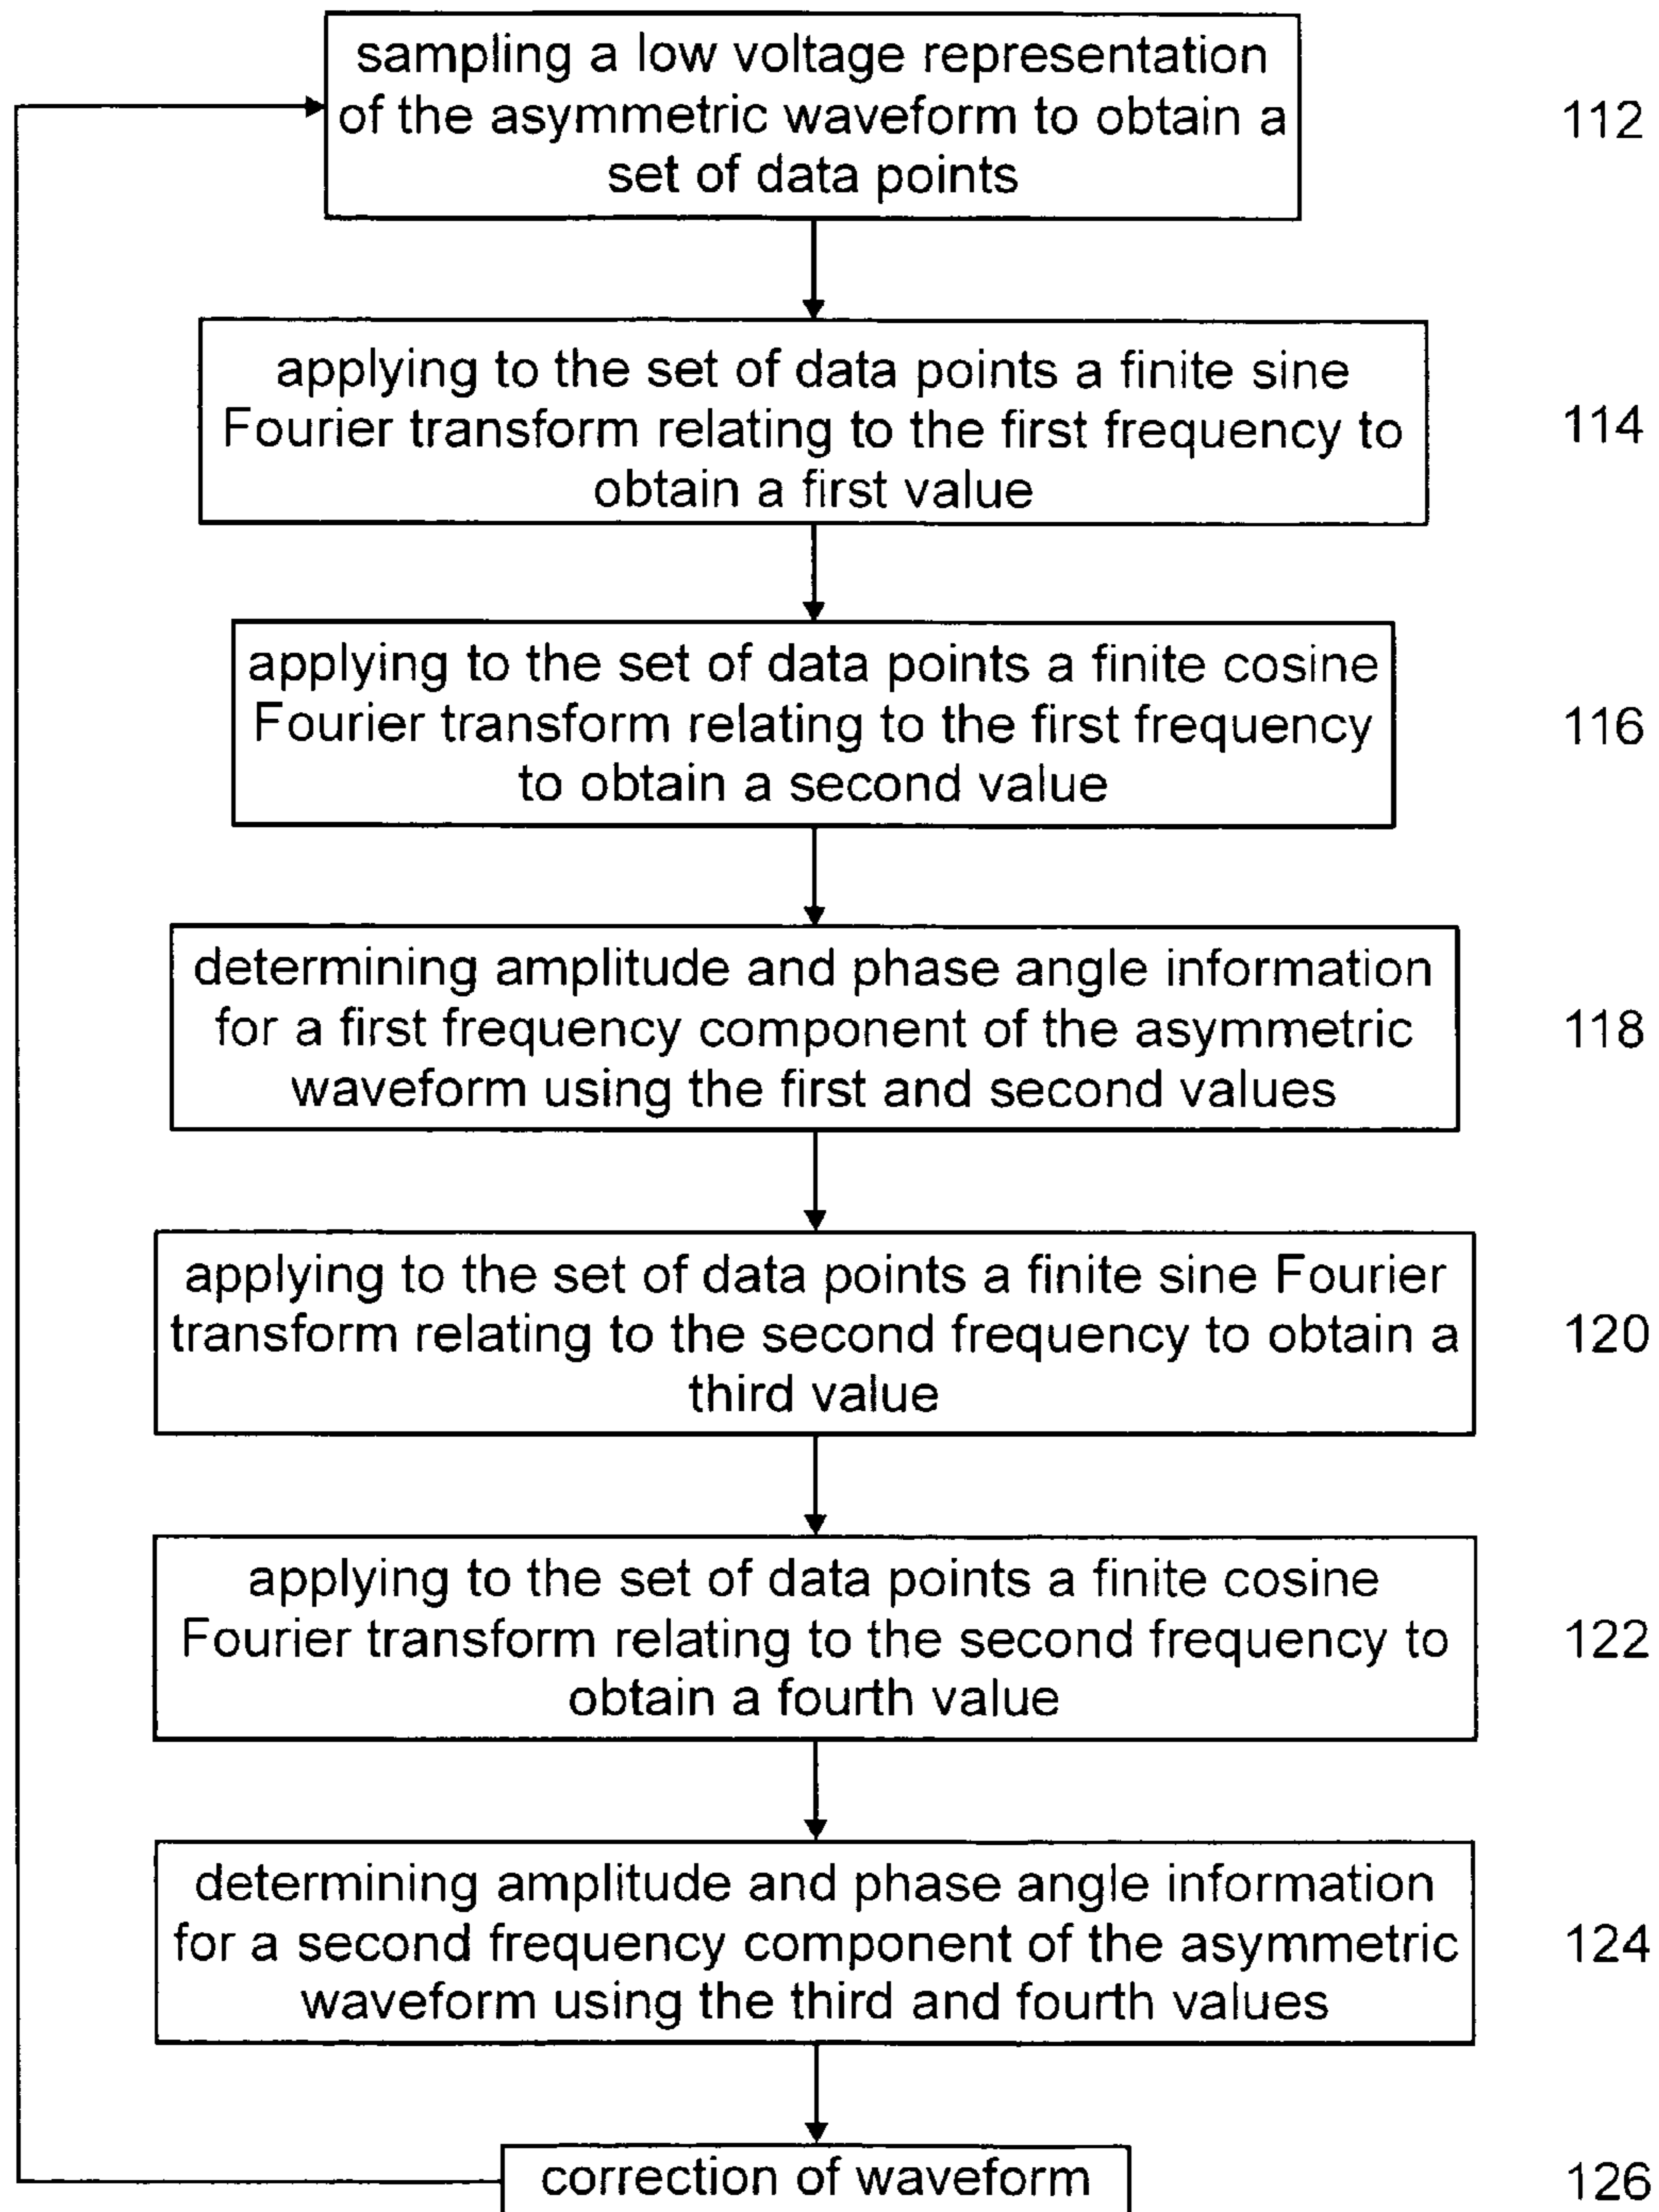 sampling a low voltage representation
of the asymmetric waveform to obtain a
set of data points
112
applying to the set of data points a finite sine
Fourier transform relating to the first frequency to
obtain a first value
114
applying to the set of data points a finite cosine
Fourier transform relating to the first frequency
to obtain a second value
116
determining amplitude and phase angle information
for a first frequency component of the asymmetric
waveform using the first and second values
118
applying to the set of data points a finite sine Fourier
transform relating to the second frequency to obtain a
third value
120
applying to the set of data points a finite cosine
Fourier transform relating to the second frequency to
obtain a fourth value
122
determining amplitude and phase angle information
for a second frequency component of the asymmetric
waveform using the third and fourth values
124
correction of waveform
126